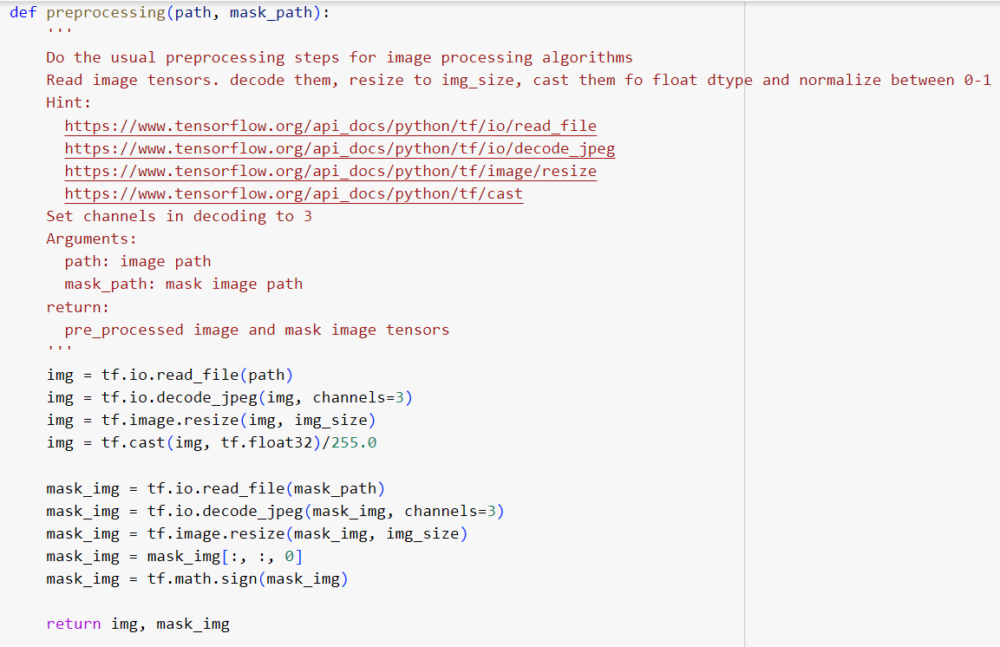 def preprocessing(path, mask_path):
    '''
    Do the usual preprocessing steps for image processing algorithms
    Read image tensors. decode them, resize to img_size, cast them fo float dtype and normalize between 0-1
    Hint:
      https://www.tensorflow.org/api_docs/python/tf/io/read_file
      https://www.tensorflow.org/api_docs/python/tf/io/decode_jpeg
      https://www.tensorflow.org/api_docs/python/tf/image/resize
      https://www.tensorflow.org/api_docs/python/tf/cast
    Set channels in decoding to 3
    Arguments:
      path: image path
      mask_path: mask image path
    return:
      pre_processed image and mask image tensors
    '''
    img = tf.io.read_file(path)
    img = tf.io.decode_jpeg(img, channels=3)
    img = tf.image.resize(img, img_size)
    img = tf.cast(img, tf.float32)/255.0

    mask_img = tf.io.read_file(mask_path)
    mask_img = tf.io.decode_jpeg(mask_img, channels=3)
    mask_img = tf.image.resize(mask_img, img_size)
    mask_img = mask_img[:, :, 0]
    mask_img = tf.math.sign(mask_img)

    return img, mask_img